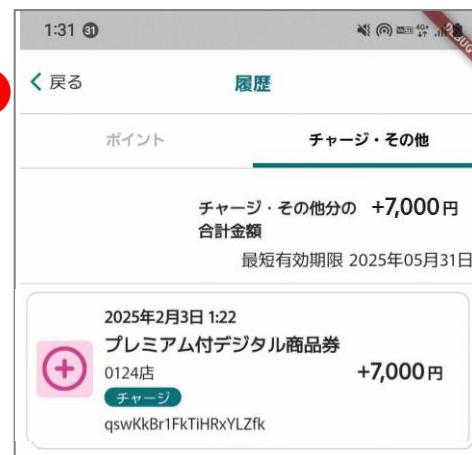 1:31 31
DEBUG
戻る
履歴
ポイント
チャージ・その他
チャージ・その他分の +7,000円
合計金額
最短有効期限 2025年05月31日
2025年2月3日 1:22
プレミアム付デジタル商品券
0124店
+7,000円
チャージ
qswKkBr1FkTiHRxYLZfk